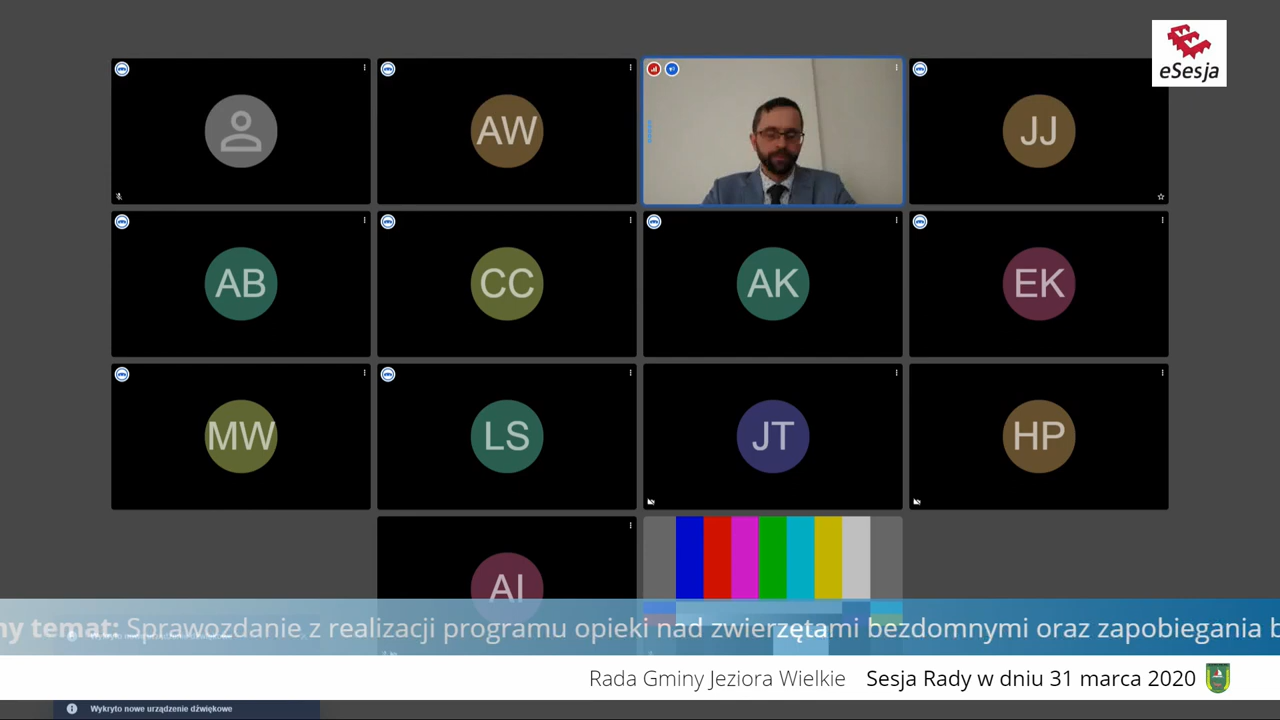 eSesja
AW
JJ
AB
CC
AK
EK
MW
LS
JT
HP
AI
ny temat: Sprawozdanie z realizacji programu opieki nad zwierzętami bezdomnymi oraz zapobiegania b
Rada Gminy Jeziora Wielkie Sesja Rady w dniu 31 marca 2020
Wykryto nowe urządzenie dźwiękowe